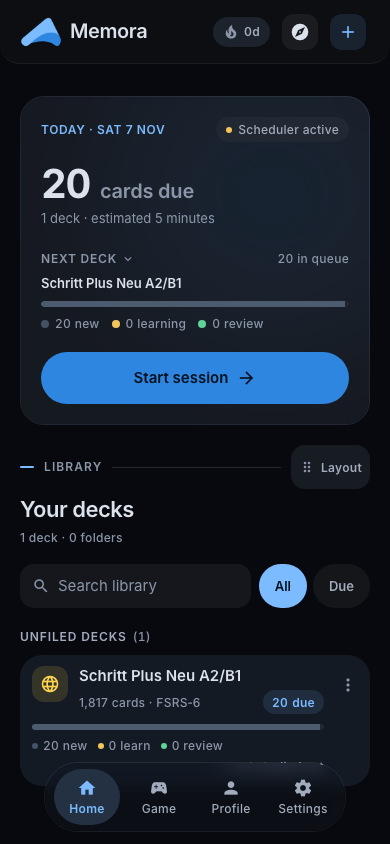 Memora
0d
TODAY · SAT 7 NOV
Scheduler active
20 cards due
1 deck · estimated 5 minutes
NEXT DECK
20 in queue
Schritt Plus Neu A2/B1
20 new
0 learning
0 review
Start session
LIBRARY
Layout
Your decks
1 deck · 0 folders
Search library
All
Due
UNFILED DECKS (1)
Schritt Plus Neu A2/B1
1,817 cards · FSRS-6
20 due
20 new
0 learn
0 review
Home
Game
Profile
Settings